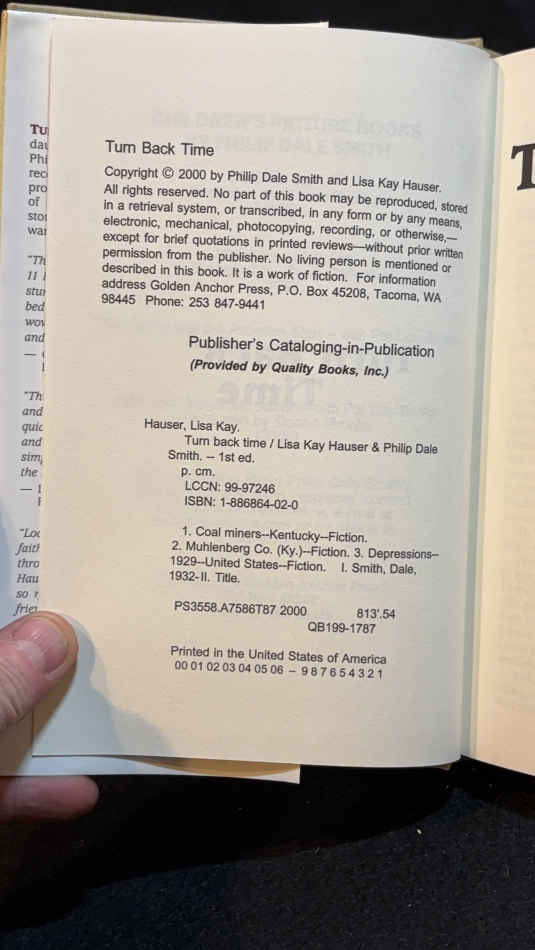 Turn Back Time
Copyright © 2000 by Philip Dale Smith and Lisa Kay Hauser.
All rights reserved. No part of this book may be reproduced, stored
in a retrieval system, or transcribed, in any form or by any means,
electronic, mechanical, photocopying, recording, or otherwise,—
except for brief quotations in printed reviews—without prior written
permission from the publisher. No living person is mentioned or
described in this book. It is a work of fiction. For information
address Golden Anchor Press, P.O. Box 45208, Tacoma, WA
98445 Phone: 253 847-9441
Publisher's Cataloging-in-Publication
(Provided by Quality Books, Inc.)
Hauser, Lisa Kay.
Turn back time / Lisa Kay Hauser & Philip Dale
Smith. -- 1st ed.
p. cm.
LCCN: 99-97246
ISBN: 1-886864-02-0
1. Coal miners--Kentucky--Fiction.
2. Muhlenberg Co. (Ky.)--Fiction. 3. Depressions--
1929--United States--Fiction. I. Smith, Dale,
1932-II. Title.
PS3558.A7586T87 2000 813'.54
QB199-1787
Printed in the United States of America
00 01 02 03 04 05 06 – 9 8 7 6 5 4 3 2 1